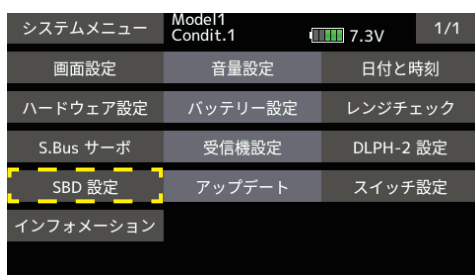 システムメニュー Model1 Condit.1 7.3V 1/1
画面設定 音量設定 日付と時刻
ハードウェア設定 バッテリー設定 レンジチェック
S.Bus サーボ 受信機設定 DLPH-2 設定
SBD 設定 アップデート スイッチ設定
インフォメーション